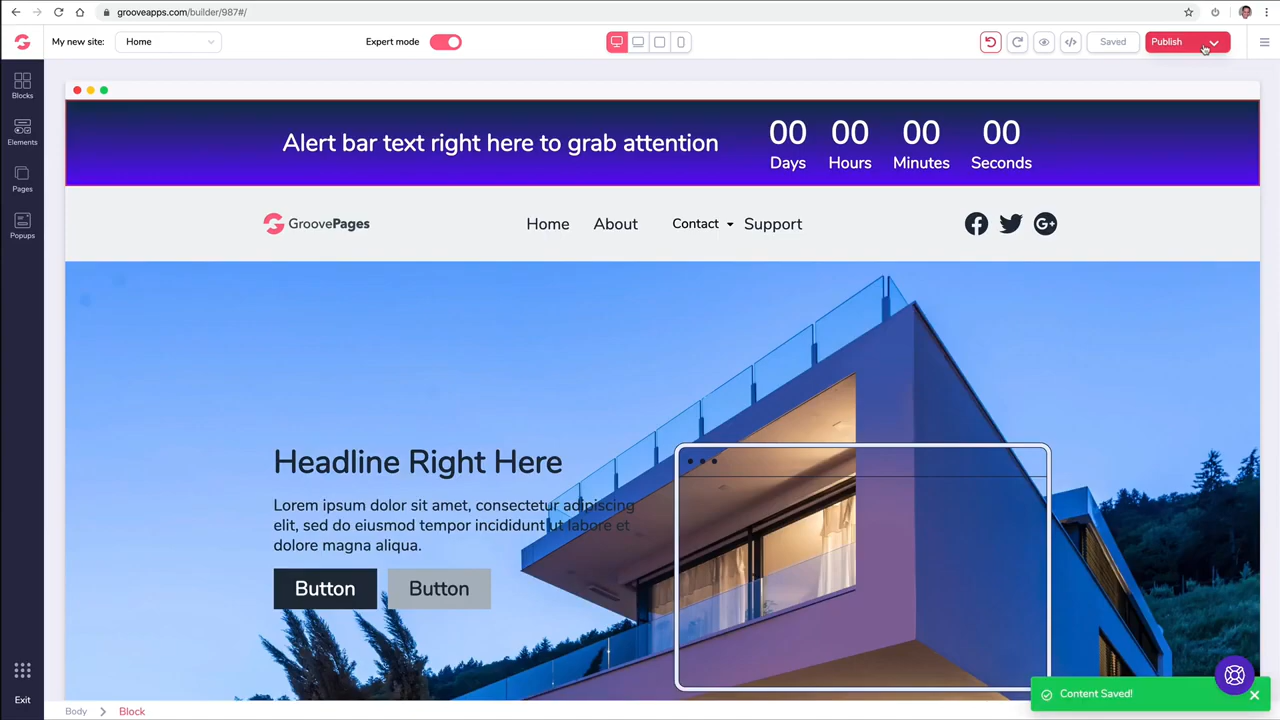 grooveapps.com/builder/987#/
My new site:
Home
Expert mode
Saved
Publish
Blocks
Elements
Pages
Popups
Exit
Alert bar text right here to grab attention
00 00 00 00
Days Hours Minutes Seconds
GroovePages
Home About Contact Support
Headline Right Here
Lorem ipsum dolor sit amet, consectetur adipiscing
elit, sed do eiusmod tempor incididunt ut labore et
dolore magna aliqua.
Button Button
Content Saved!
Body Block